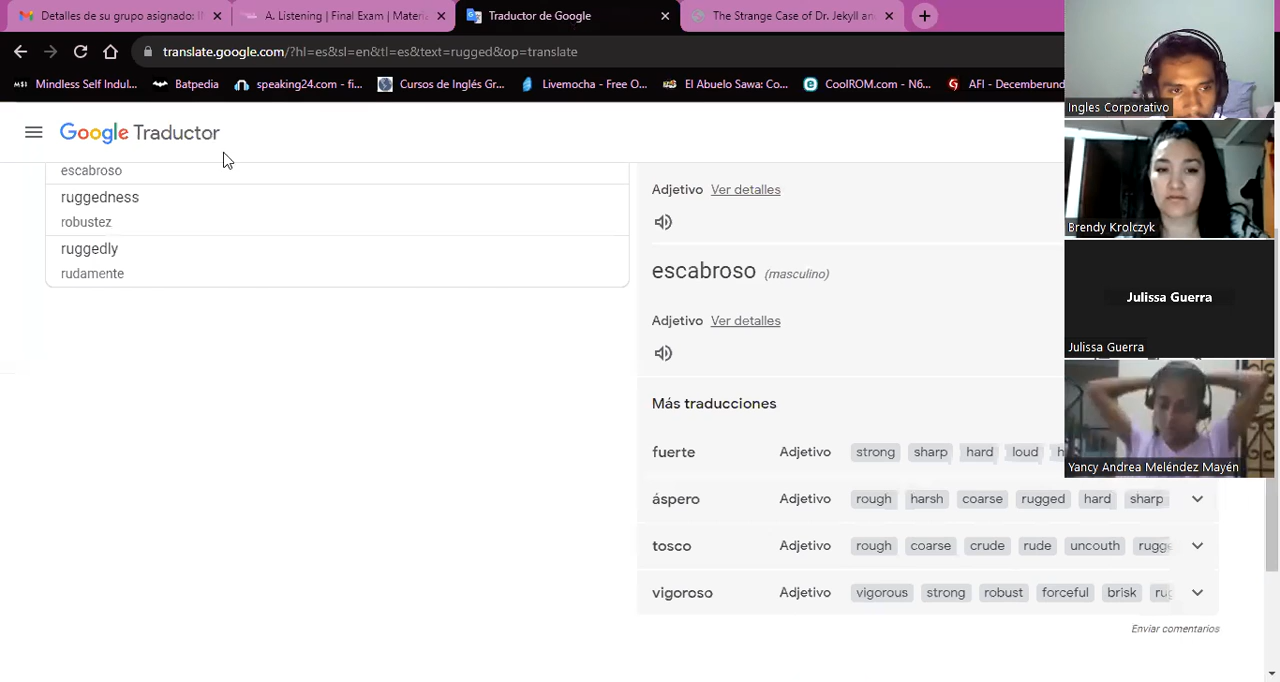 Detalles de su grupo asignado: I
A. Listening | Final Exam | Materia
Traductor de Google
The Strange Case of Dr. Jekyll an
translate.google.com/?hl=es&sl=en&tl=es&text=rugged&op=translate
Mindless Self Indul...
Batpedia
speaking24.com - fi...
Cursos de Inglés Gr...
Livemocha - Free O...
El Abuelo Sawa: Co...
CoolROM.com - N6...
AFI - Decemberund
Google Traductor
escabroso
ruggedness
robustez
ruggedly
rudamente
Adjetivo Ver detalles
escabroso (masculino)
Adjetivo Ver detalles
Más traducciones
fuerte Adjetivo strong sharp hard loud h
áspero Adjetivo rough harsh coarse rugged hard sharp
tosco Adjetivo rough coarse crude rude uncouth rugge
vigoroso Adjetivo vigorous strong robust forceful brisk rug
Enviar comentarios
Ingles Corporativo
Brendy Krolczyk
Julissa Guerra
Julissa Guerra
Yancy Andrea Meléndez Mayén